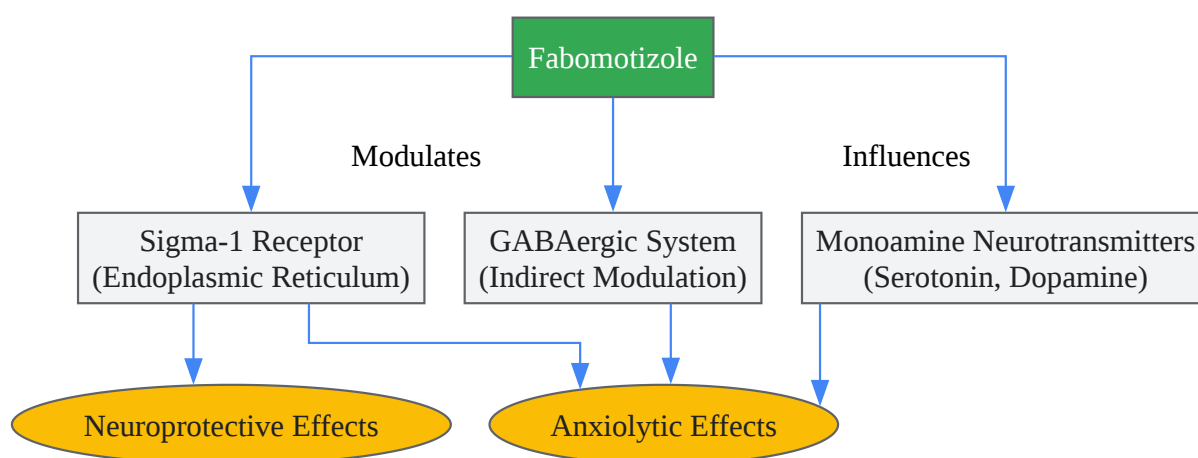 Fabomotizole
Modulates
Influences
Sigma-1 Receptor
(Endoplasmic Reticulum)
GABAergic System
(Indirect Modulation)
Monoamine Neurotransmitters
(Serotonin, Dopamine)
Neuroprotective Effects
Anxiolytic Effects